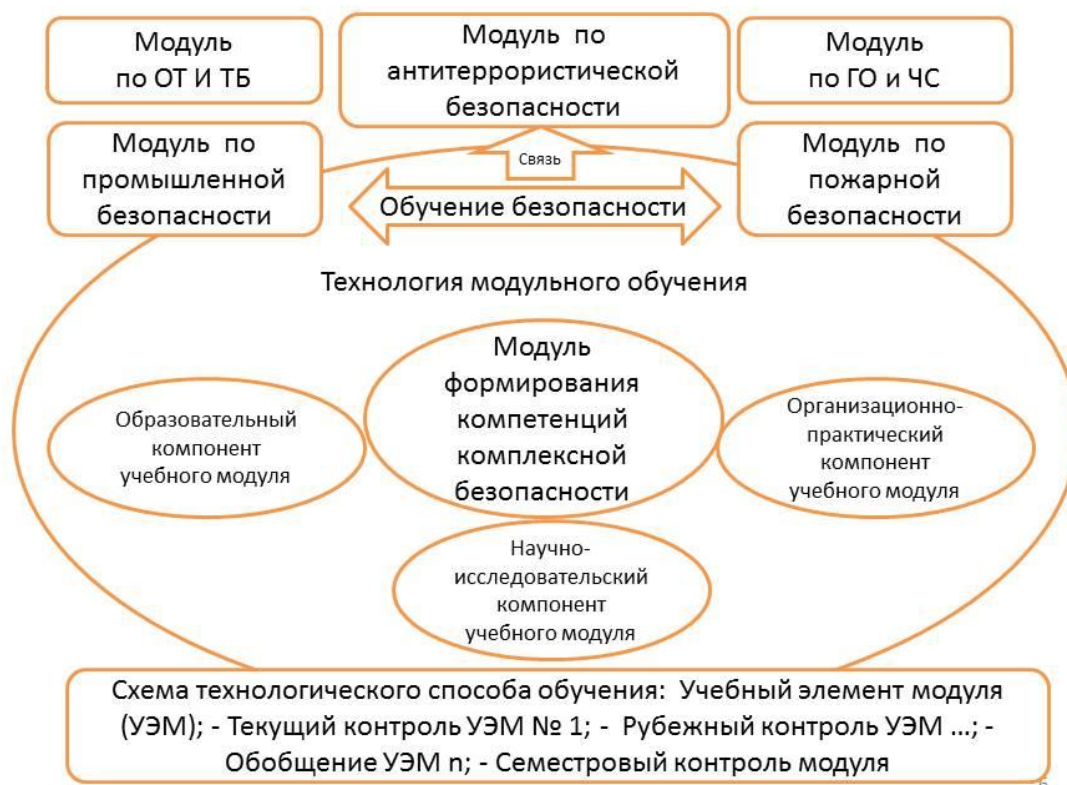 Модуль
по ОТ И ТБ
Модуль по
антитеррористической
безопасности
Модуль
по ГО и ЧС
Модуль по
промышленной
безопасности
Связь
Обучение безопасности
Модуль по
пожарной
безопасности
Технология модульного обучения
Модуль
формирования
компетенций
комплексной
безопасности
Образовательный
компонент
учебного модуля
Организационно-
практический
компонент
учебного модуля
Научно-
исследовательский
компонент
учебного модуля
Схема технологического способа обучения: Учебный элемент модуля
(УЭМ); - Текущий контроль УЭМ № 1; - Рубежный контроль УЭМ ...; -
Обобщение УЭМ n; - Семестровый контроль модуля